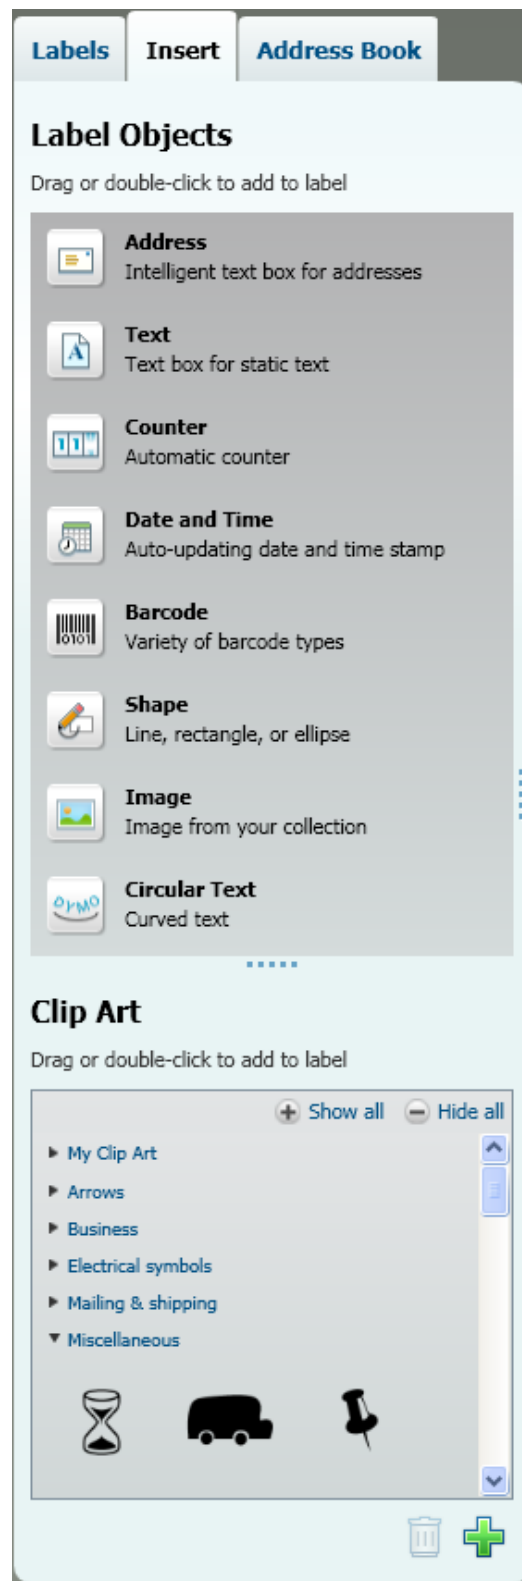 Labels Insert Address Book
Label Objects
Drag or double-click to add to label
Address
Intelligent text box for addresses
Text
Text box for static text
Counter
Automatic counter
Date and Time
Auto-updating date and time stamp
Barcode
Variety of barcode types
Shape
Line, rectangle, or ellipse
Image
Image from your collection
Circular Text
Curved text
Clip Art
Drag or double-click to add to label
Show all Hide all
My Clip Art
Arrows
Business
Electrical symbols
Mailing & shipping
Miscellaneous